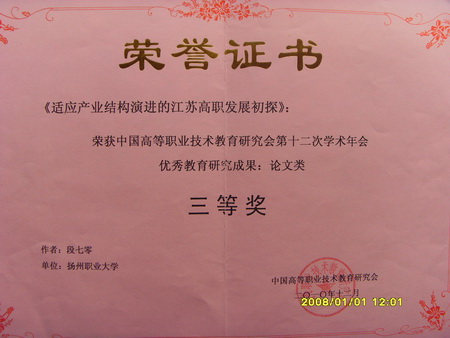 荣誉证书
《适应产业结构演进的江苏高职发展初探》：
荣获中国高等职业技术教育研究会第十二次学术年会
优秀教育研究成果：论文类
三等奖
作者：段七零
单位：扬州职业大学
中国高等职业技术教育研究会
二〇一〇年十二月
2008/01/01 12:01